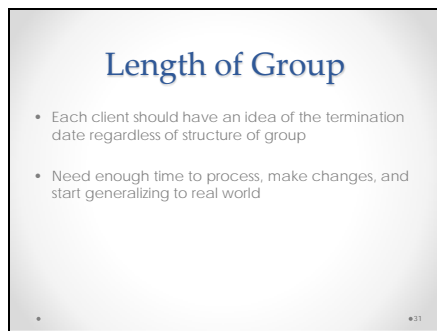 Length of Group
• Each client should have an idea of the termination
date regardless of structure of group
• Need enough time to process, make changes, and
start generalizing to real world
• •31